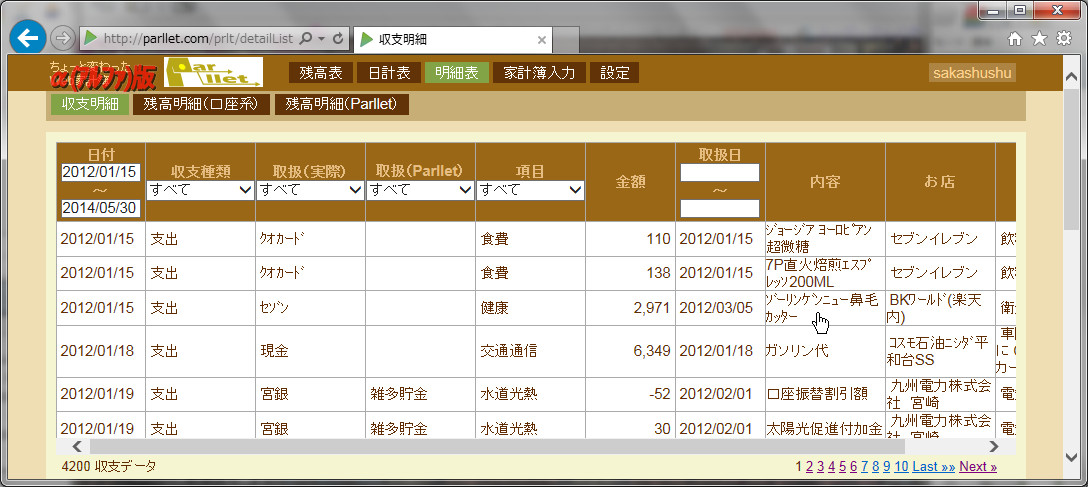 http://parllet.com/prlt/detailList
収支明細
ちょっと変わった
α(アルファ)版
Parllet
残高表 日計表 明細表 家計簿入力 設定
sakashushu
収支明細 残高明細(口座系) 残高明細(Parllet)
日付 収支種類 取扱(実際) 取扱(Parllet) 項目 金額 取扱日 内容 お店
2012/01/15 ～ 2014/05/30 すべて すべて すべて すべて ～
2012/01/15 支出 ｸｵｶｰﾄﾞ 食費 110 2012/01/15 ｼﾞｮｰｼﾞｱ ﾖｰﾛﾋﾟｱﾝ 超微糖 セブンイレブン 飲
2012/01/15 支出 ｸｵｶｰﾄﾞ 食費 138 2012/01/15 7P直火焙煎ｴｽﾌﾟﾚｯｿ200ML セブンイレブン 飲
2012/01/15 支出 ｾｿﾞﾝ 健康 2,971 2012/03/05 ｿﾞｰﾘﾝｹﾞﾝﾆｭｰ鼻毛ｶｯﾀｰ BKﾜｰﾙﾄﾞ(楽天内) 衛
2012/01/18 支出 現金 交通通信 6,349 2012/01/18 ガソリン代 ｺｽﾓ石油ﾆｼﾀﾞ平和台SS 車 に カー
2012/01/19 支出 宮銀 雑多貯金 水道光熱 -52 2012/02/01 口座振替割引額 九州電力株式会社 宮崎 電
2012/01/19 支出 宮銀 雑多貯金 水道光熱 30 2012/02/01 太陽光促進付加金 九州電力株式会社 宮崎 電
4200 収支データ
1 2 3 4 5 6 7 8 9 10 Last »» Next »